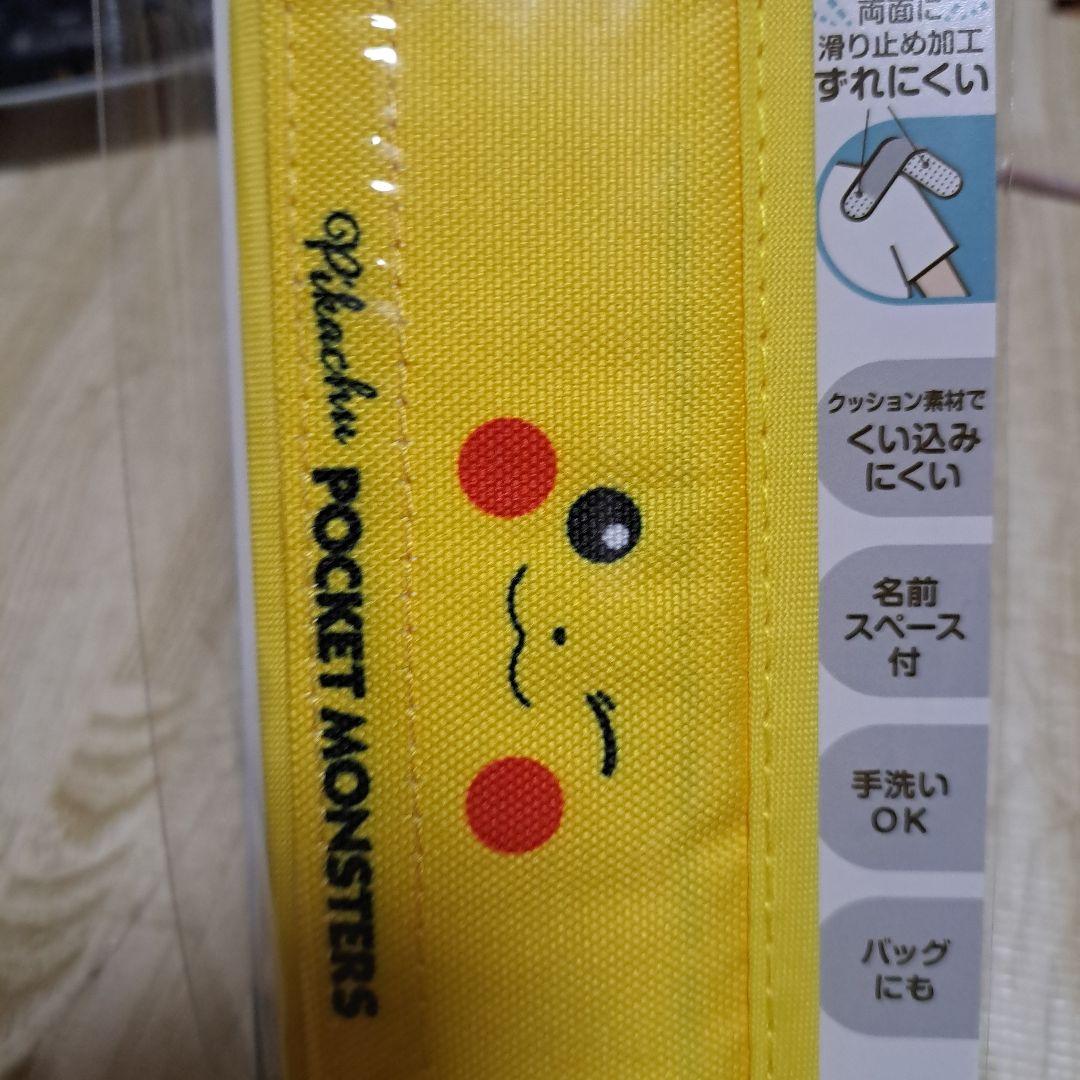 Pikachu POCKET MONSTERS
両面に
滑り止め加工
ずれにくい
クッション素材で
くい込み
にくい
名前
スペース
付
手洗い
OK
バッグ
にも